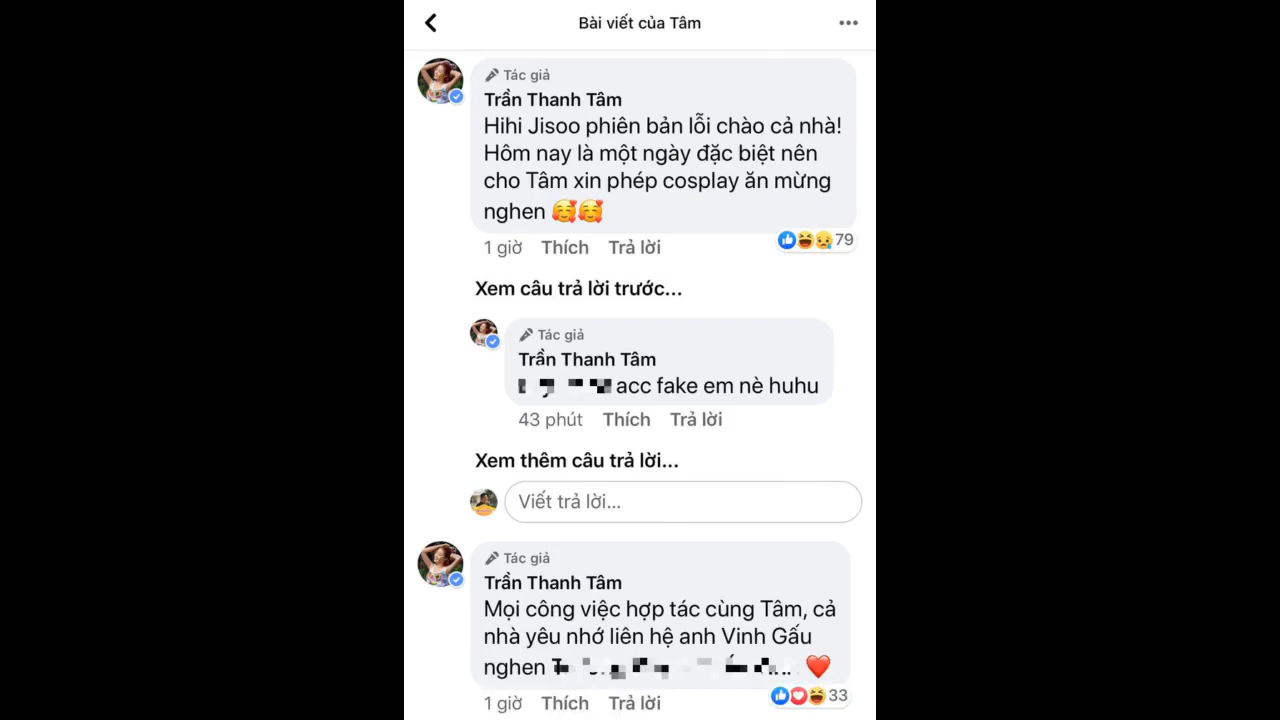 Bài viết của Tâm
Tác giả
Trần Thanh Tâm
Hihi Jisoo phiên bản lỗi chào cả nhà!
Hôm nay là một ngày đặc biệt nên
cho Tâm xin phép cosplay ăn mừng
nghen 🥰🥰
1 giờ Thích Trả lời 79
Xem câu trả lời trước...
Tác giả
Trần Thanh Tâm
acc fake em nè huhu
43 phút Thích Trả lời
Xem thêm câu trả lời...
Viết trả lời...
Tác giả
Trần Thanh Tâm
Mọi công việc hợp tác cùng Tâm, cả
nhà yêu nhớ liên hệ anh Vinh Gấu
nghen ❤️
1 giờ Thích Trả lời 33